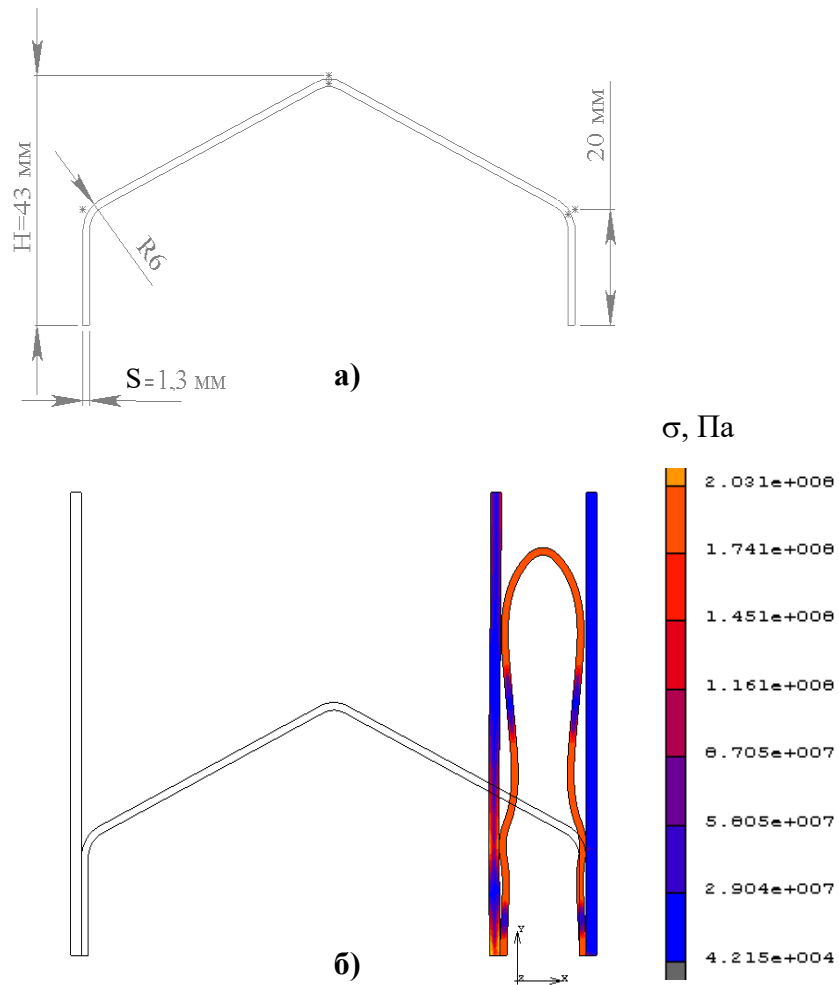 H=43 мм
20 мм
R6
S=1,3 мм
а)
σ, Па
2.031e+008
1.741e+008
1.451e+008
1.161e+008
8.705e+007
5.805e+007
2.904e+007
4.215e+004
Y
Z X
б)